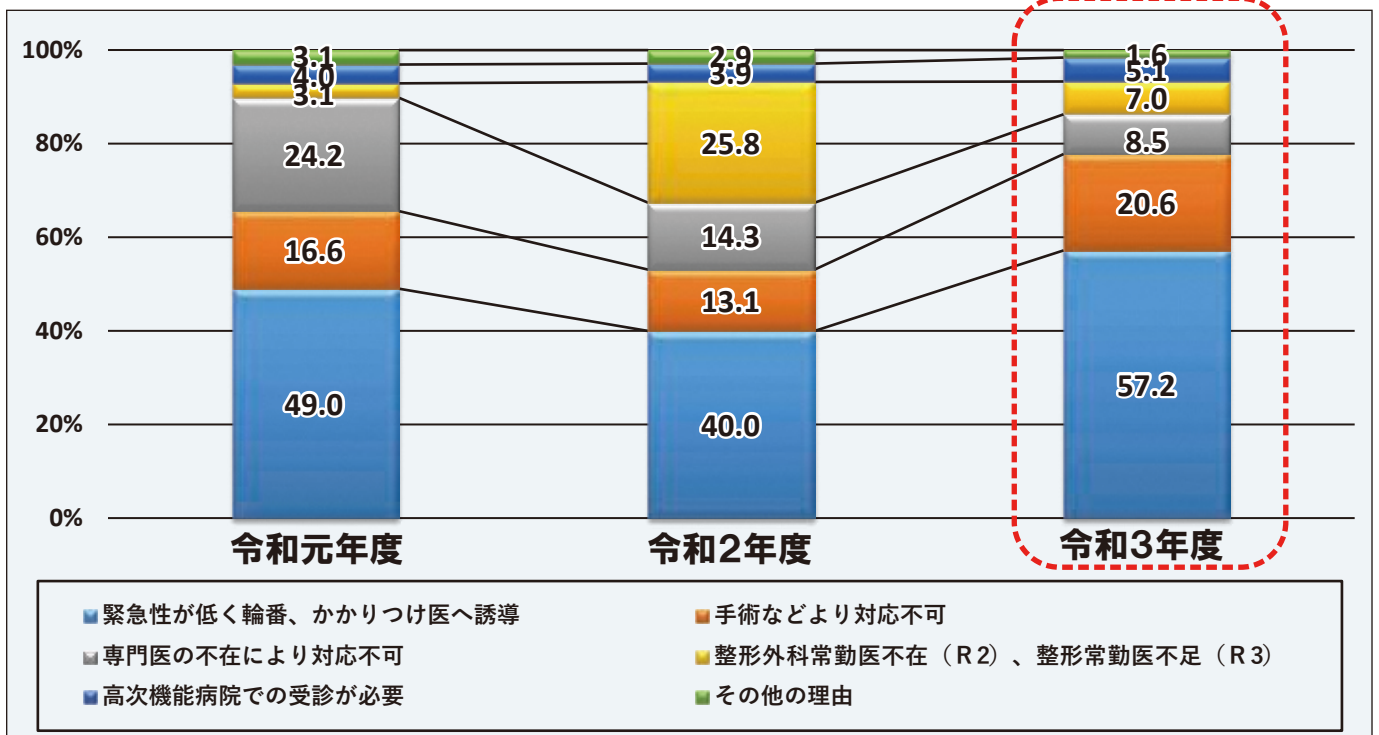 100%
80%
60%
40%
20%
0%
3.1
4.0
3.1
24.2
16.6
49.0
2.9
3.9
25.8
14.3
13.1
40.0
1.6
5.1
7.0
8.5
20.6
57.2
令和元年度
令和2年度
令和3年度
緊急性が低く輪番、かかりつけ医へ誘導
手術などより対応不可
専門医の不在により対応不可
整形外科常勤医不在（R2）、整形常勤医不足（R3）
高次機能病院での受診が必要
その他の理由